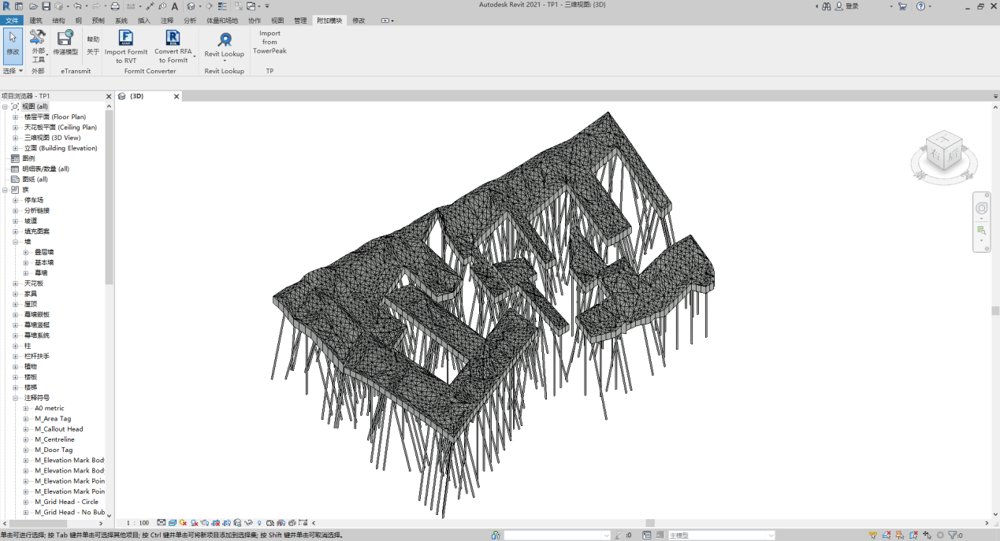 Autodesk Revit 2021 - TP1 - 三维视图: {3D}
登录
文件 建筑 结构 钢 预制 系统 插入 注释 分析 体量和场地 协作 视图 管理 附加模块 修改
修改
外部
工具
传递模型
帮助
关于
Import FormIt
to RVT
Convert RFA
to FormIt
Revit Lookup
Import
from
TowerPeak
选择 外部 eTransmit FormIt Converter Revit Lookup TP
项目浏览器 - TP1
{3D}
视图 (all)
楼层平面 (Floor Plan)
天花板平面 (Ceiling Plan)
三维视图 (3D View)
立面 (Building Elevation)
图例
明细表/数量 (all)
图纸 (all)
族
停车场
分析链接
坡道
填充图案
墙
叠层墙
基本墙
幕墙
天花板
家具
屋顶
幕墙嵌板
幕墙竖梃
幕墙系统
柱
栏杆扶手
植物
楼板
楼梯
注释符号
A0 metric
M_Area Tag
M_Callout Head
M_Centreline
M_Door Tag
M_Elevation Mark Bod
M_Elevation Mark Bod
M_Elevation Mark Poin
M_Elevation Mark Poin
M_Grid Head - Circle
M_Grid Head - No Bub
上
右
后
1 : 100
单击可进行选择; 按 Tab 键并单击可选择其他项目; 按 Ctrl 键并单击可将新项目添加到选择集; 按 Shift 键并单击可取消选择。
:0
主模型
:0